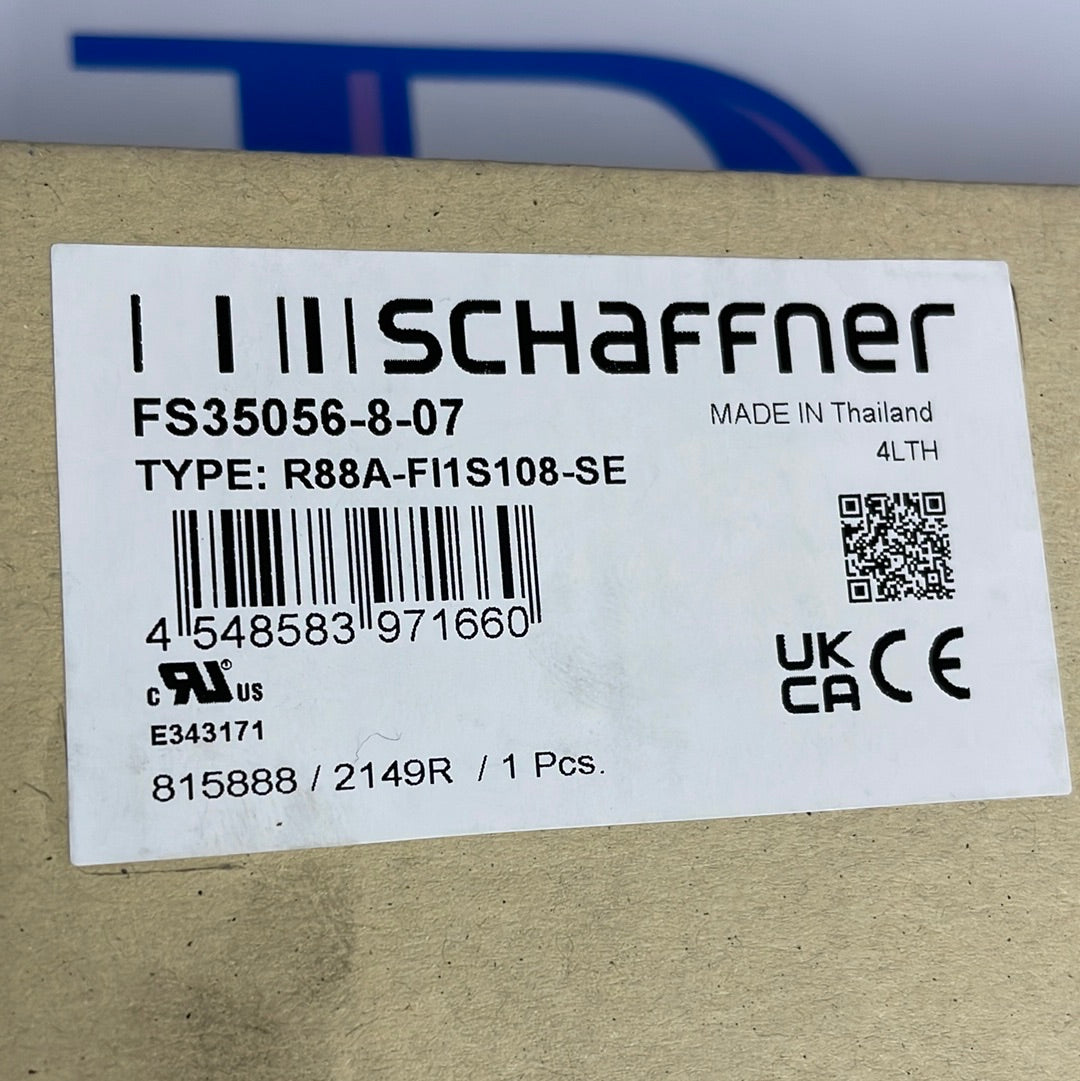 SCHaFFner
FS35056-8-07
MADE IN Thailand
4LTH
TYPE: R88A-FI1S108-SE
4 548583 971660
c RU® US
E343171
UK
CA CE
815888 / 2149R / 1 Pcs.